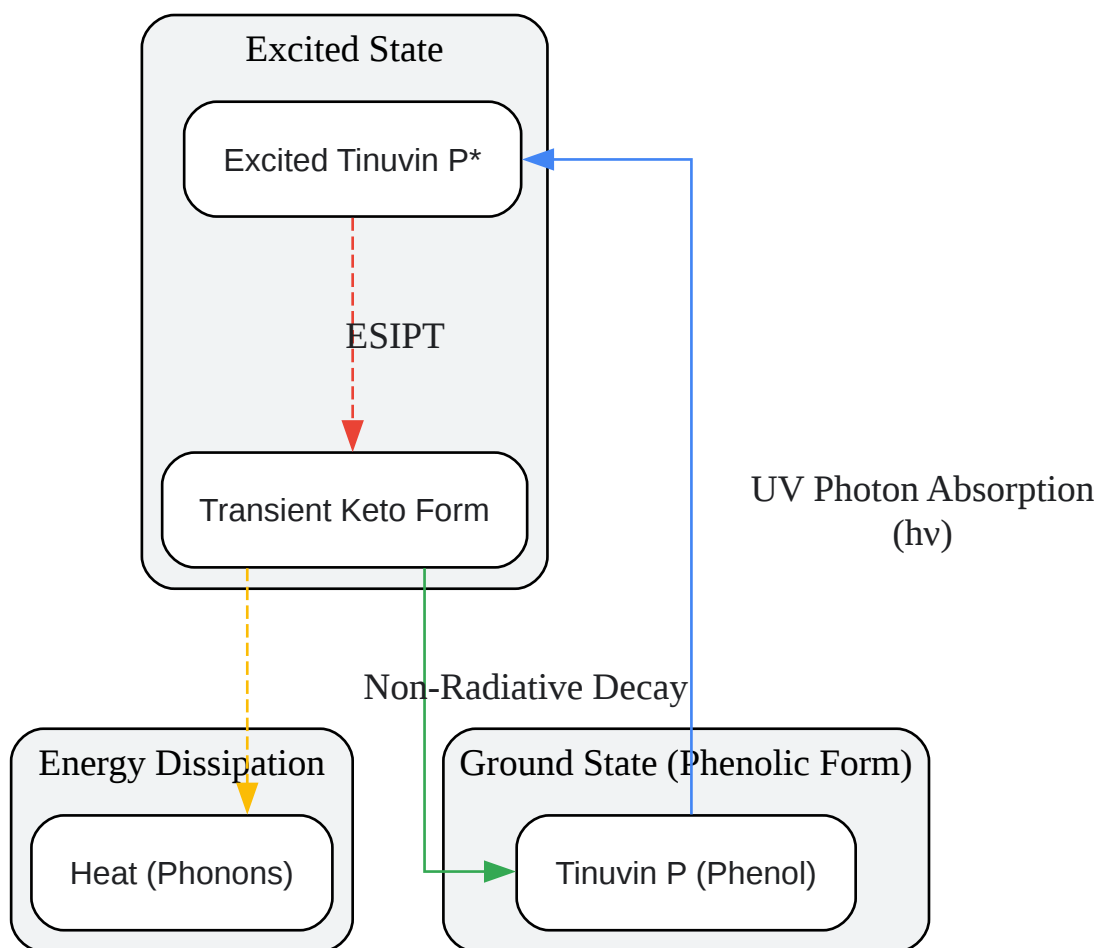 Excited State
Excited Tinuvin P*
ESIPT
Transient Keto Form
UV Photon Absorption
(hν)
Non-Radiative Decay
Energy Dissipation
Ground State (Phenolic Form)
Heat (Phonons)
Tinuvin P (Phenol)